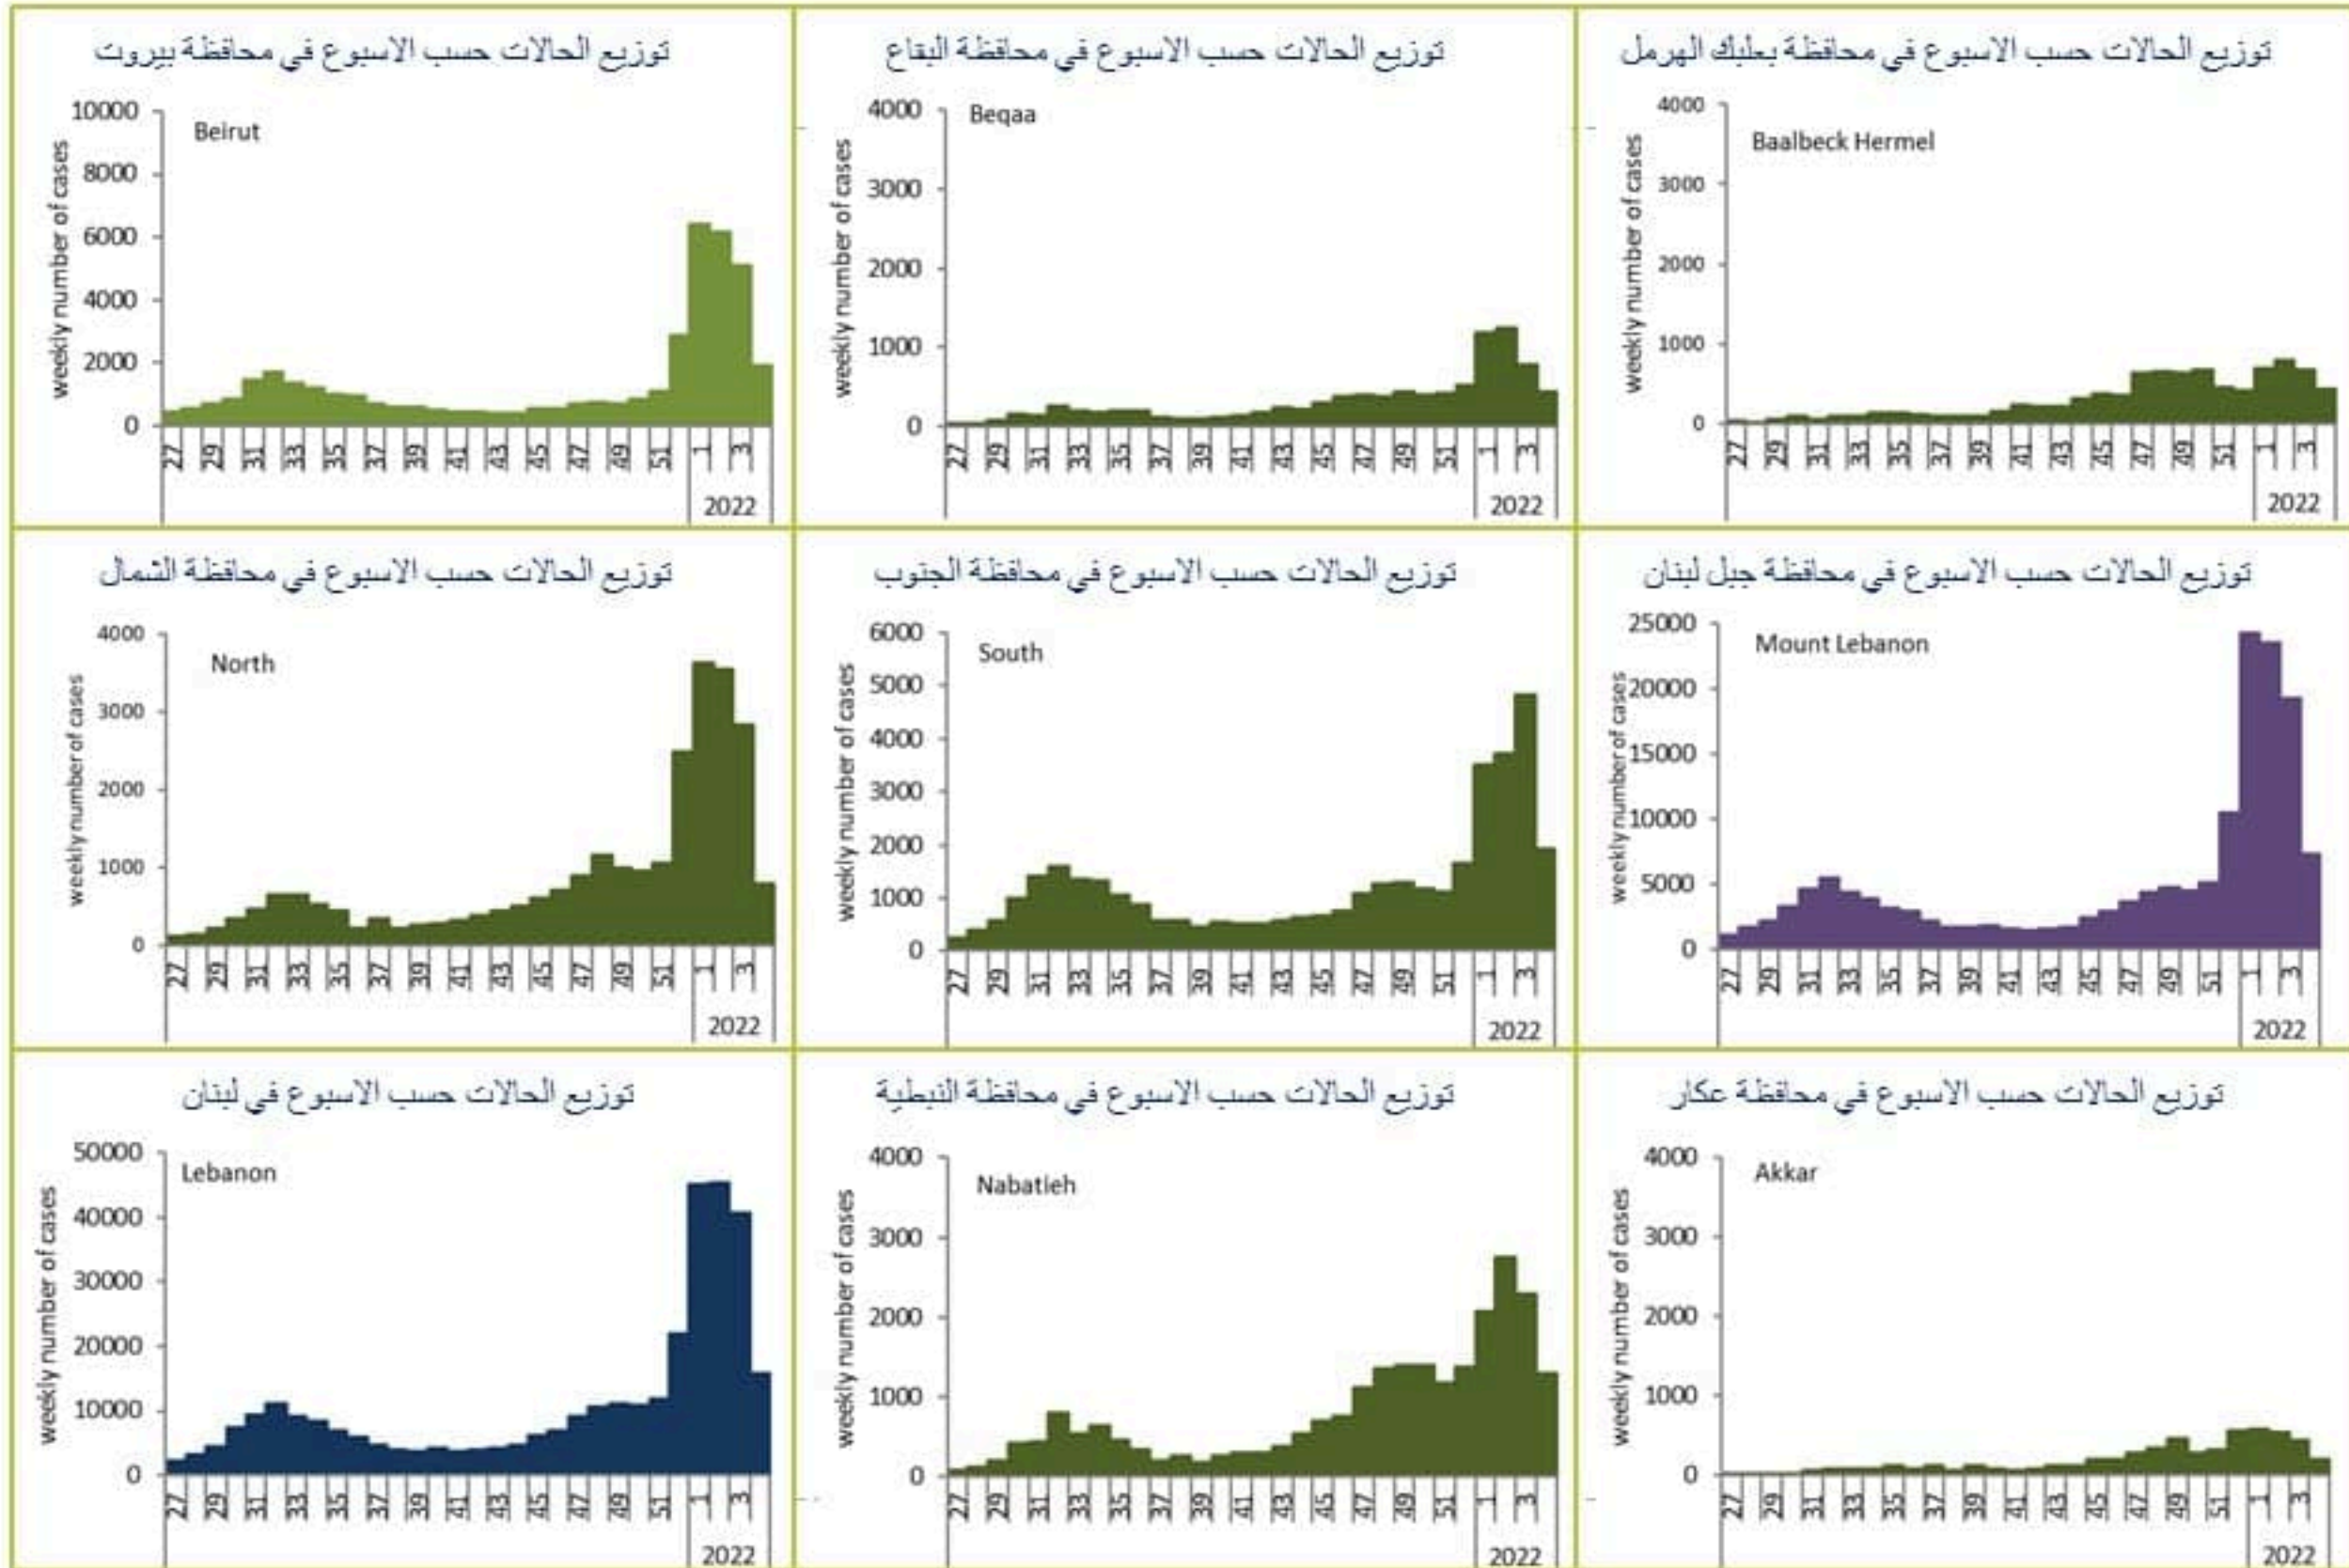 توزيع الحالات حسب الاسبوع في محافظة بيروت
Beirut
weekly number of cases
10000
8000
6000
4000
2000
0
27 29 31 33 35 37 39 41 43 45 47 49 51 1 3
2022
توزيع الحالات حسب الاسبوع في محافظة البقاع
Beqaa
weekly number of cases
4000
3000
2000
1000
0
27 29 31 33 35 37 39 41 43 45 47 49 51 1 3
2022
توزيع الحالات حسب الاسبوع في محافظة بعلبك الهرمل
Baalbeck Hermel
weekly number of cases
4000
3000
2000
1000
0
27 29 31 33 35 37 39 41 43 45 47 49 51 1 3
2022
توزيع الحالات حسب الاسبوع في محافظة الشمال
North
weekly number of cases
4000
3000
2000
1000
0
27 29 31 33 35 37 39 41 43 45 47 49 51 1 3
2022
توزيع الحالات حسب الاسبوع في محافظة الجنوب
South
weekly number of cases
6000
5000
4000
3000
2000
1000
0
27 29 31 33 35 37 39 41 43 45 47 49 51 1 3
2022
توزيع الحالات حسب الاسبوع في محافظة جبل لبنان
Mount Lebanon
weekly number of cases
25000
20000
15000
10000
5000
0
27 29 31 33 35 37 39 41 43 45 47 49 51 1 3
2022
توزيع الحالات حسب الاسبوع في لبنان
Lebanon
weekly number of cases
50000
40000
30000
20000
10000
0
27 29 31 33 35 37 39 41 43 45 47 49 51 1 3
2022
توزيع الحالات حسب الاسبوع في محافظة النبطية
Nabatieh
weekly number of cases
4000
3000
2000
1000
0
27 29 31 33 35 37 39 41 43 45 47 49 51 1 3
2022
توزيع الحالات حسب الاسبوع في محافظة عكار
Akkar
weekly number of cases
4000
3000
2000
1000
0
27 29 31 33 35 37 39 41 43 45 47 49 51 1 3
2022